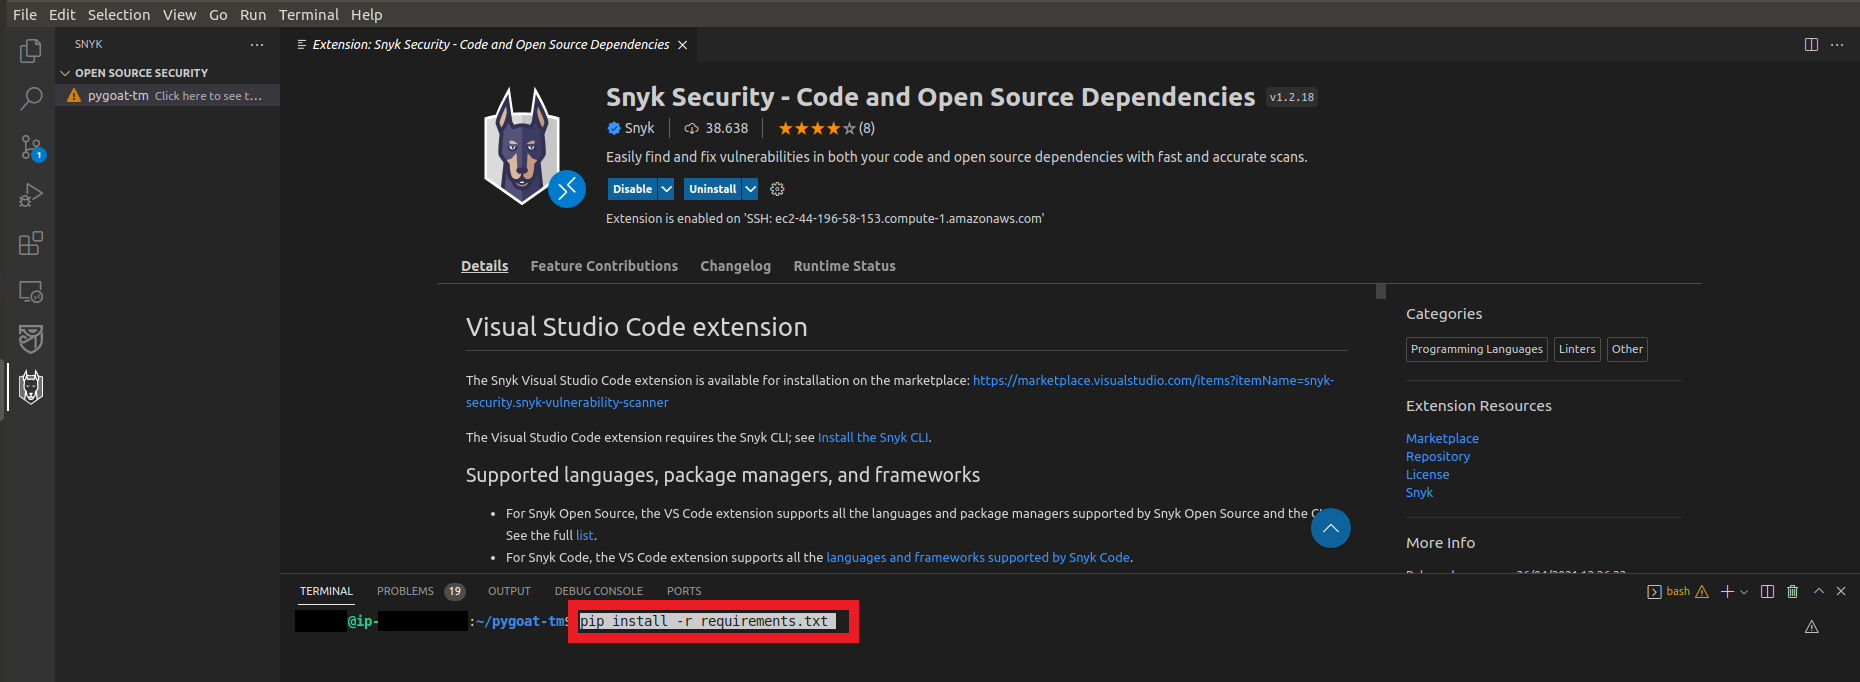 File Edit Selection View Go Run Terminal Help
SNYK
OPEN SOURCE SECURITY
pygoat-tm Click here to see t...
1
Extension: Snyk Security - Code and Open Source Dependencies
Snyk Security - Code and Open Source Dependencies v1.2.18
Snyk 38.638 (8)
Easily find and fix vulnerabilities in both your code and open source dependencies with fast and accurate scans.
Disable Uninstall
Extension is enabled on 'SSH: ec2-44-196-58-153.compute-1.amazonaws.com'
Details Feature Contributions Changelog Runtime Status
Visual Studio Code extension
The Snyk Visual Studio Code extension is available for installation on the marketplace: https://marketplace.visualstudio.com/items?itemName=snyk-
security.snyk-vulnerability-scanner
The Visual Studio Code extension requires the Snyk CLI; see Install the Snyk CLI.
Supported languages, package managers, and frameworks
• For Snyk Open Source, the VS Code extension supports all the languages and package managers supported by Snyk Open Source and the
See the full list.
• For Snyk Code, the VS Code extension supports all the languages and frameworks supported by Snyk Code.
Categories
Programming Languages Linters Other
Extension Resources
Marketplace
Repository
License
Snyk
More Info
TERMINAL PROBLEMS 19 OUTPUT DEBUG CONSOLE PORTS
bash
@ip- :~/pygoat-tm$ pip install -r requirements.txt